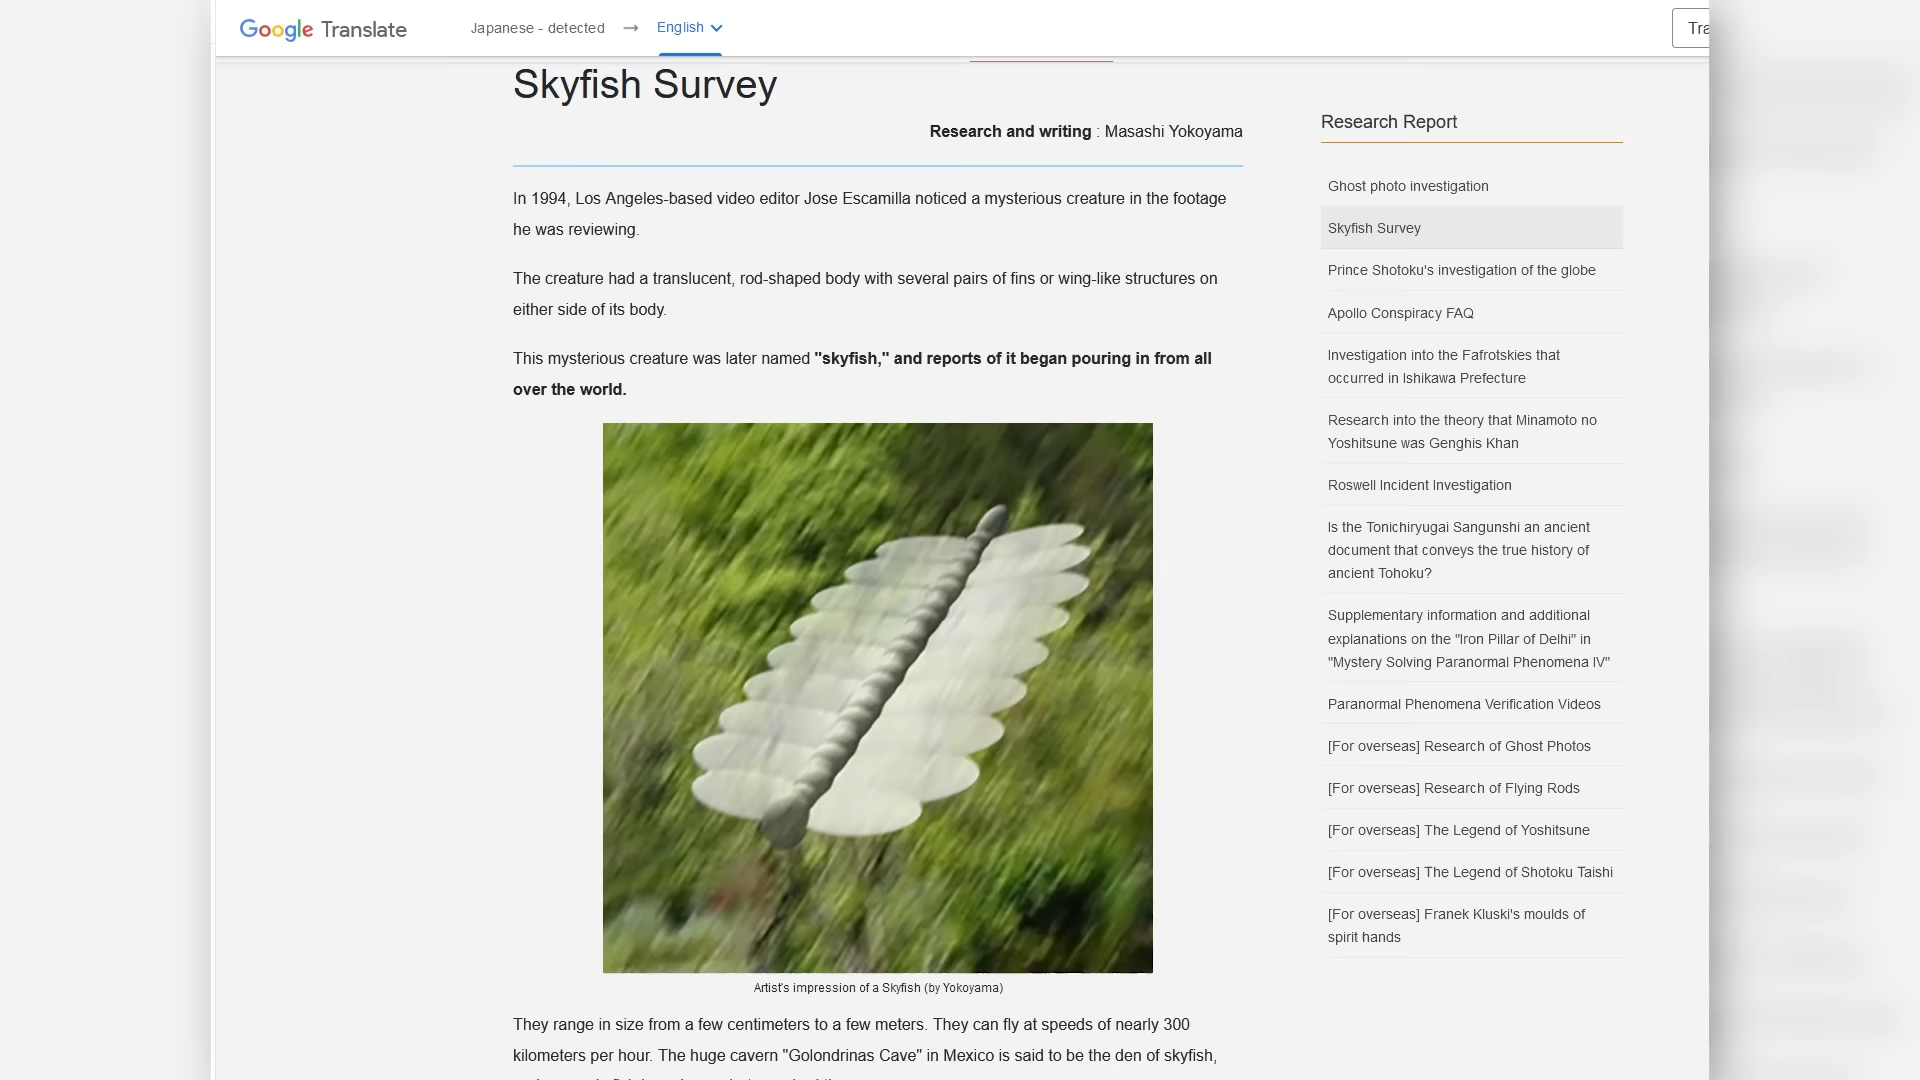 Google Translate
Japanese - detected → English
Skyfish Survey
Research and writing : Masashi Yokoyama
In 1994, Los Angeles-based video editor Jose Escamilla noticed a mysterious creature in the footage
he was reviewing.
The creature had a translucent, rod-shaped body with several pairs of fins or wing-like structures on
either side of its body.
This mysterious creature was later named "skyfish," and reports of it began pouring in from all
over the world.
Artist's impression of a Skyfish (by Yokoyama)
They range in size from a few centimeters to a few meters. They can fly at speeds of nearly 300
kilometers per hour. The huge cavern "Golondrinas Cave" in Mexico is said to be the den of skyfish,
Research Report
Ghost photo investigation
Skyfish Survey
Prince Shotoku's investigation of the globe
Apollo Conspiracy FAQ
Investigation into the Fafrotskies that
occurred in Ishikawa Prefecture
Research into the theory that Minamoto no
Yoshitsune was Genghis Khan
Roswell Incident Investigation
Is the Tonichiryugai Sangunshi an ancient
document that conveys the true history of
ancient Tohoku?
Supplementary information and additional
explanations on the "Iron Pillar of Delhi" in
"Mystery Solving Paranormal Phenomena IV"
Paranormal Phenomena Verification Videos
[For overseas] Research of Ghost Photos
[For overseas] Research of Flying Rods
[For overseas] The Legend of Yoshitsune
[For overseas] The Legend of Shotoku Taishi
[For overseas] Franek Kluski's moulds of
spirit hands